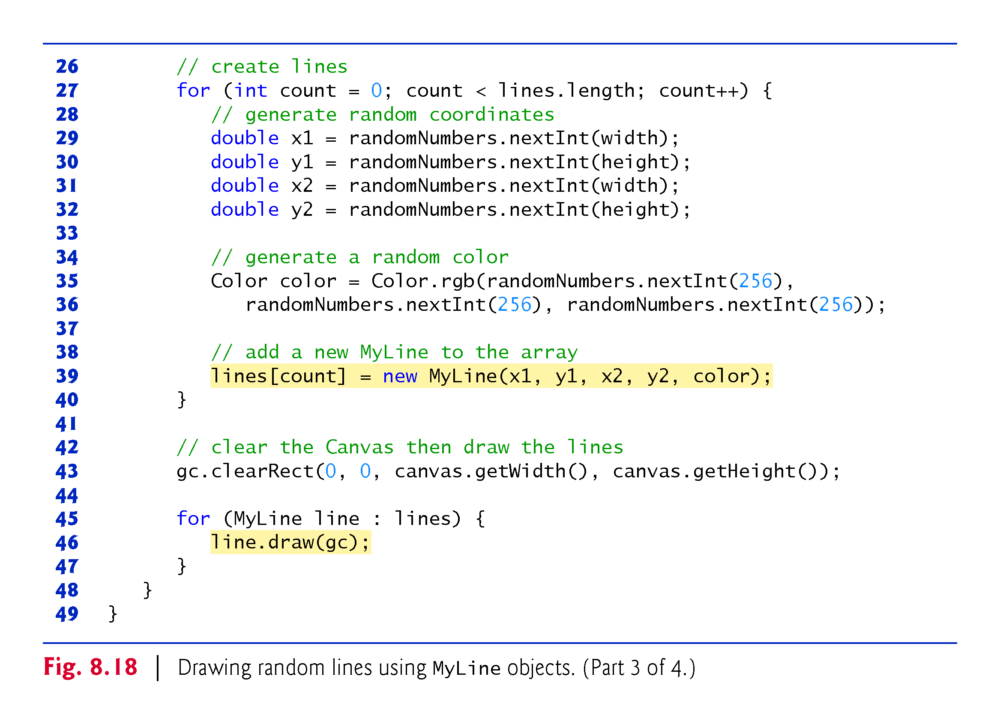 26 // create lines
27 for (int count = 0; count < lines.length; count++) {
28 // generate random coordinates
29 double x1 = randomNumbers.nextInt(width);
30 double y1 = randomNumbers.nextInt(height);
31 double x2 = randomNumbers.nextInt(width);
32 double y2 = randomNumbers.nextInt(height);
33
34 // generate a random color
35 Color color = Color.rgb(randomNumbers.nextInt(256),
36 randomNumbers.nextInt(256), randomNumbers.nextInt(256));
37
38 // add a new MyLine to the array
39 lines[count] = new MyLine(x1, y1, x2, y2, color);
40 }
41
42 // clear the Canvas then draw the lines
43 gc.clearRect(0, 0, canvas.getWidth(), canvas.getHeight());
44
45 for (MyLine line : lines) {
46 line.draw(gc);
47 }
48 }
49 }
Fig. 8.18 | Drawing random lines using MyLine objects. (Part 3 of 4.)